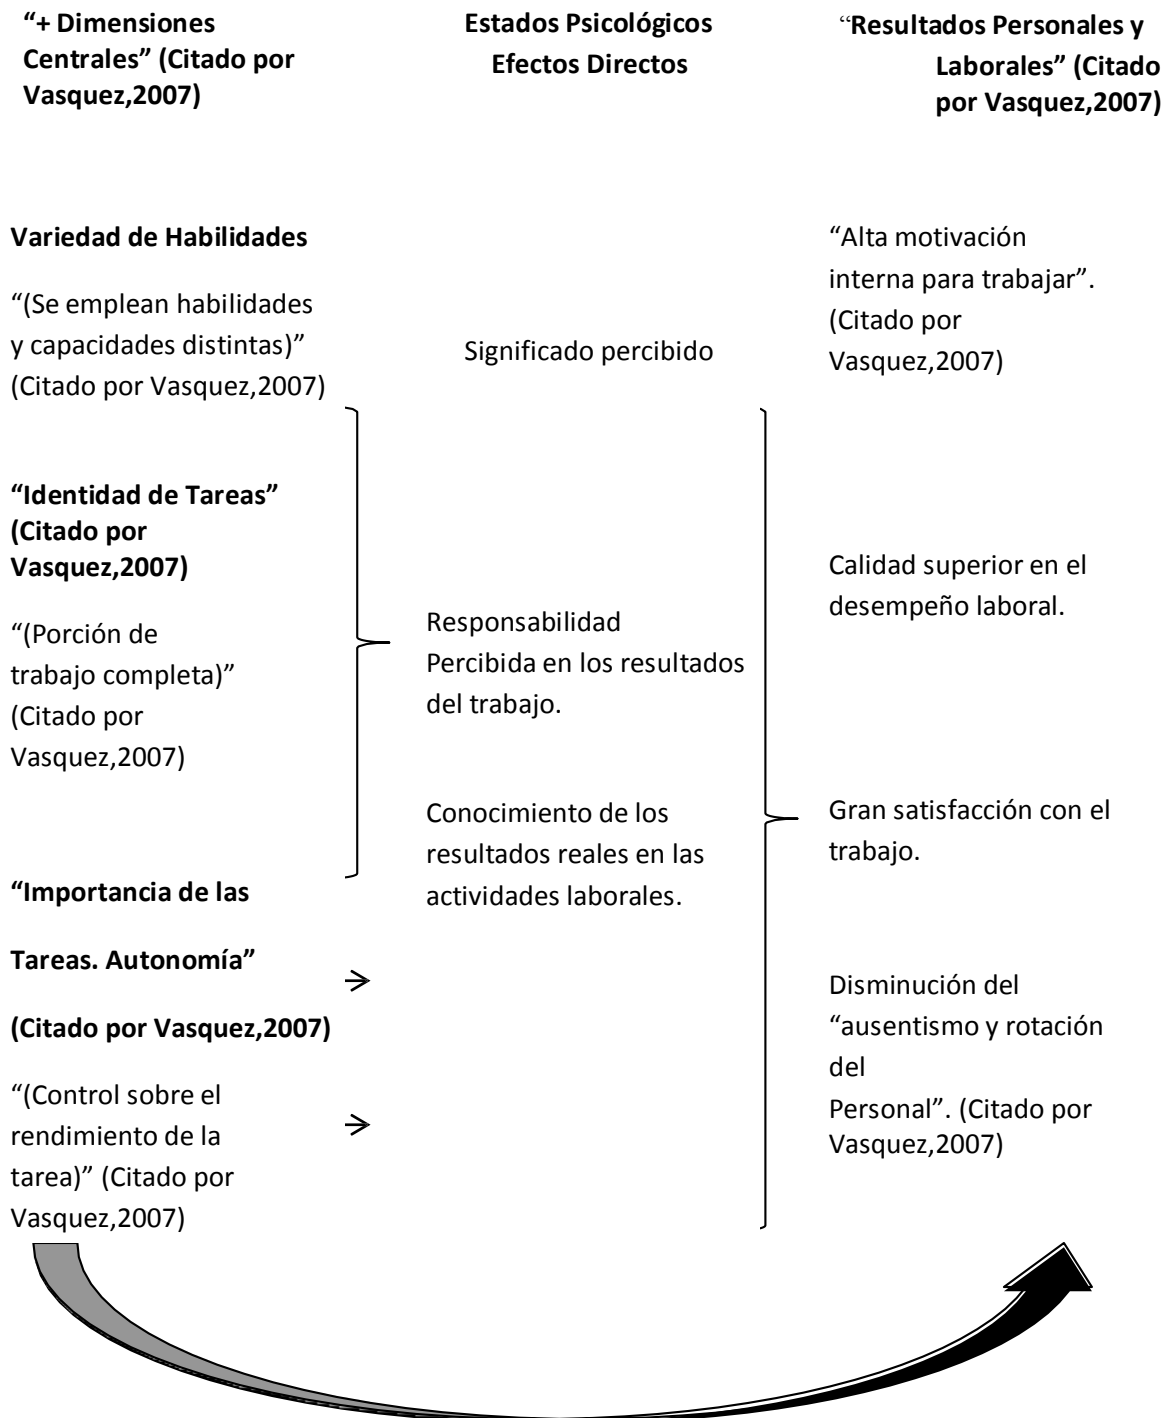 “+ Dimensiones
Centrales” (Citado por
Vasquez,2007)
Estados Psicológicos
Efectos Directos
“Resultados Personales y
Laborales” (Citado
por Vasquez,2007)
Variedad de Habilidades
“(Se emplean habilidades
y capacidades distintas)”
(Citado por Vasquez,2007)
“Identidad de Tareas”
(Citado por
Vasquez,2007)
“(Porción de
trabajo completa)”
(Citado por
Vasquez,2007)
“Importancia de las
Tareas. Autonomía”
(Citado por Vasquez,2007)
“(Control sobre el
rendimiento de la
tarea)” (Citado por
Vasquez,2007)
Significado percibido
Responsabilidad
Percibida en los resultados
del trabajo.
Conocimiento de los
resultados reales en las
actividades laborales.
“Alta motivación
interna para trabajar”.
(Citado por
Vasquez,2007)
Calidad superior en el
desempeño laboral.
Gran satisfacción con el
trabajo.
Disminución del
“ausentismo y rotación
del
Personal”. (Citado por
Vasquez,2007)